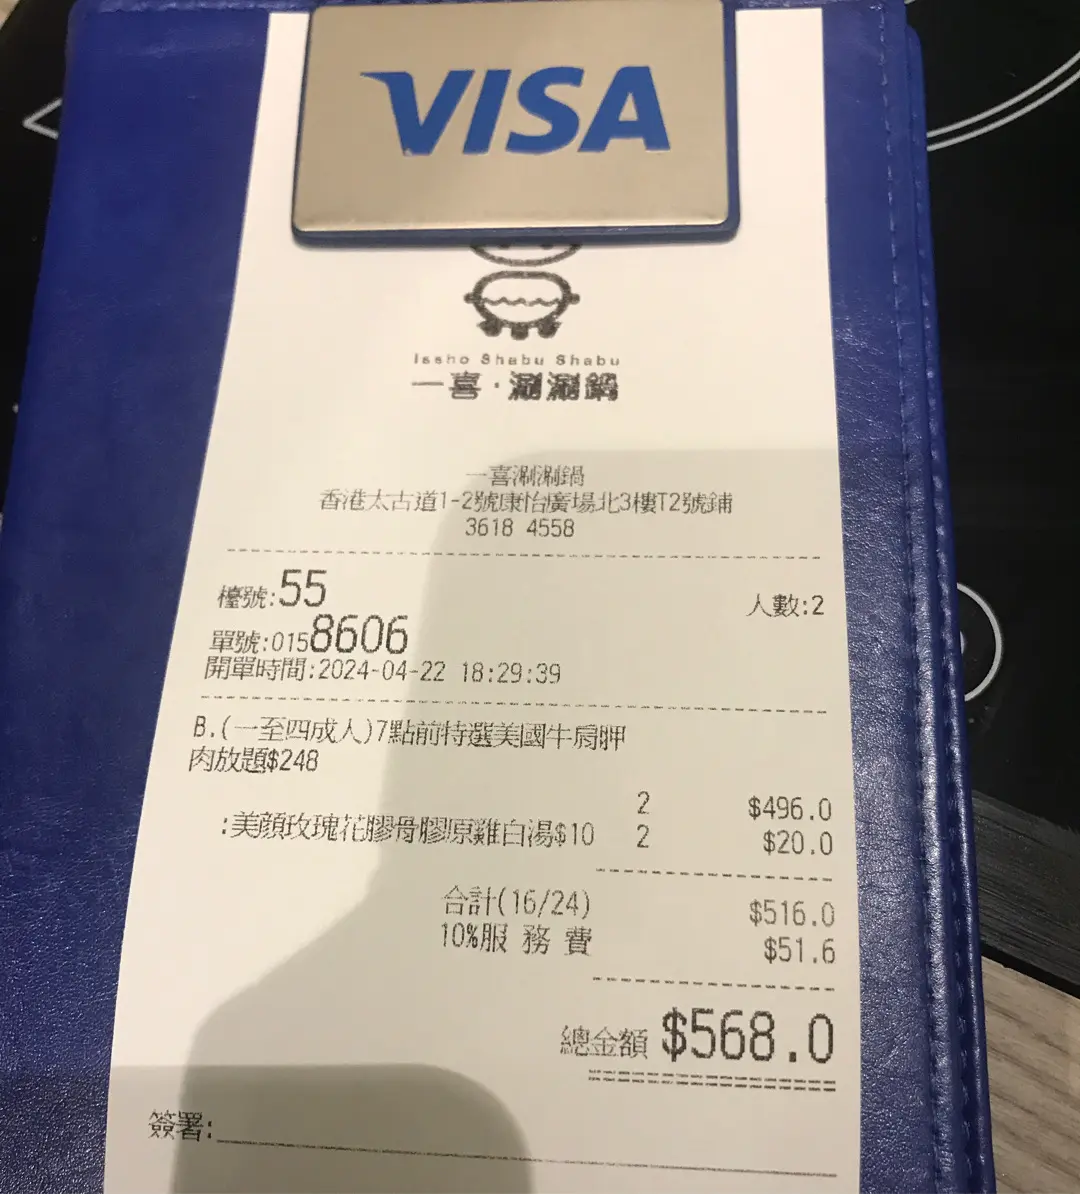 VISA
Issho Shabu Shabu
一喜·涮涮鍋
一喜涮涮鍋
香港太古道1-2號康怡廣場北3樓T2號鋪
3618 4558
檯號:55 人數:2
單號:0158606
開單時間:2024-04-22 18:29:39
B.(一至四成人)7點前特選美國牛肩胛
肉放題$248
2 $496.0
:美顔玫瑰花膠骨膠原雞白湯$10 2 $20.0
合計(16/24) $516.0
10%服 務 費 $51.6
總金額 $568.0
簽署: